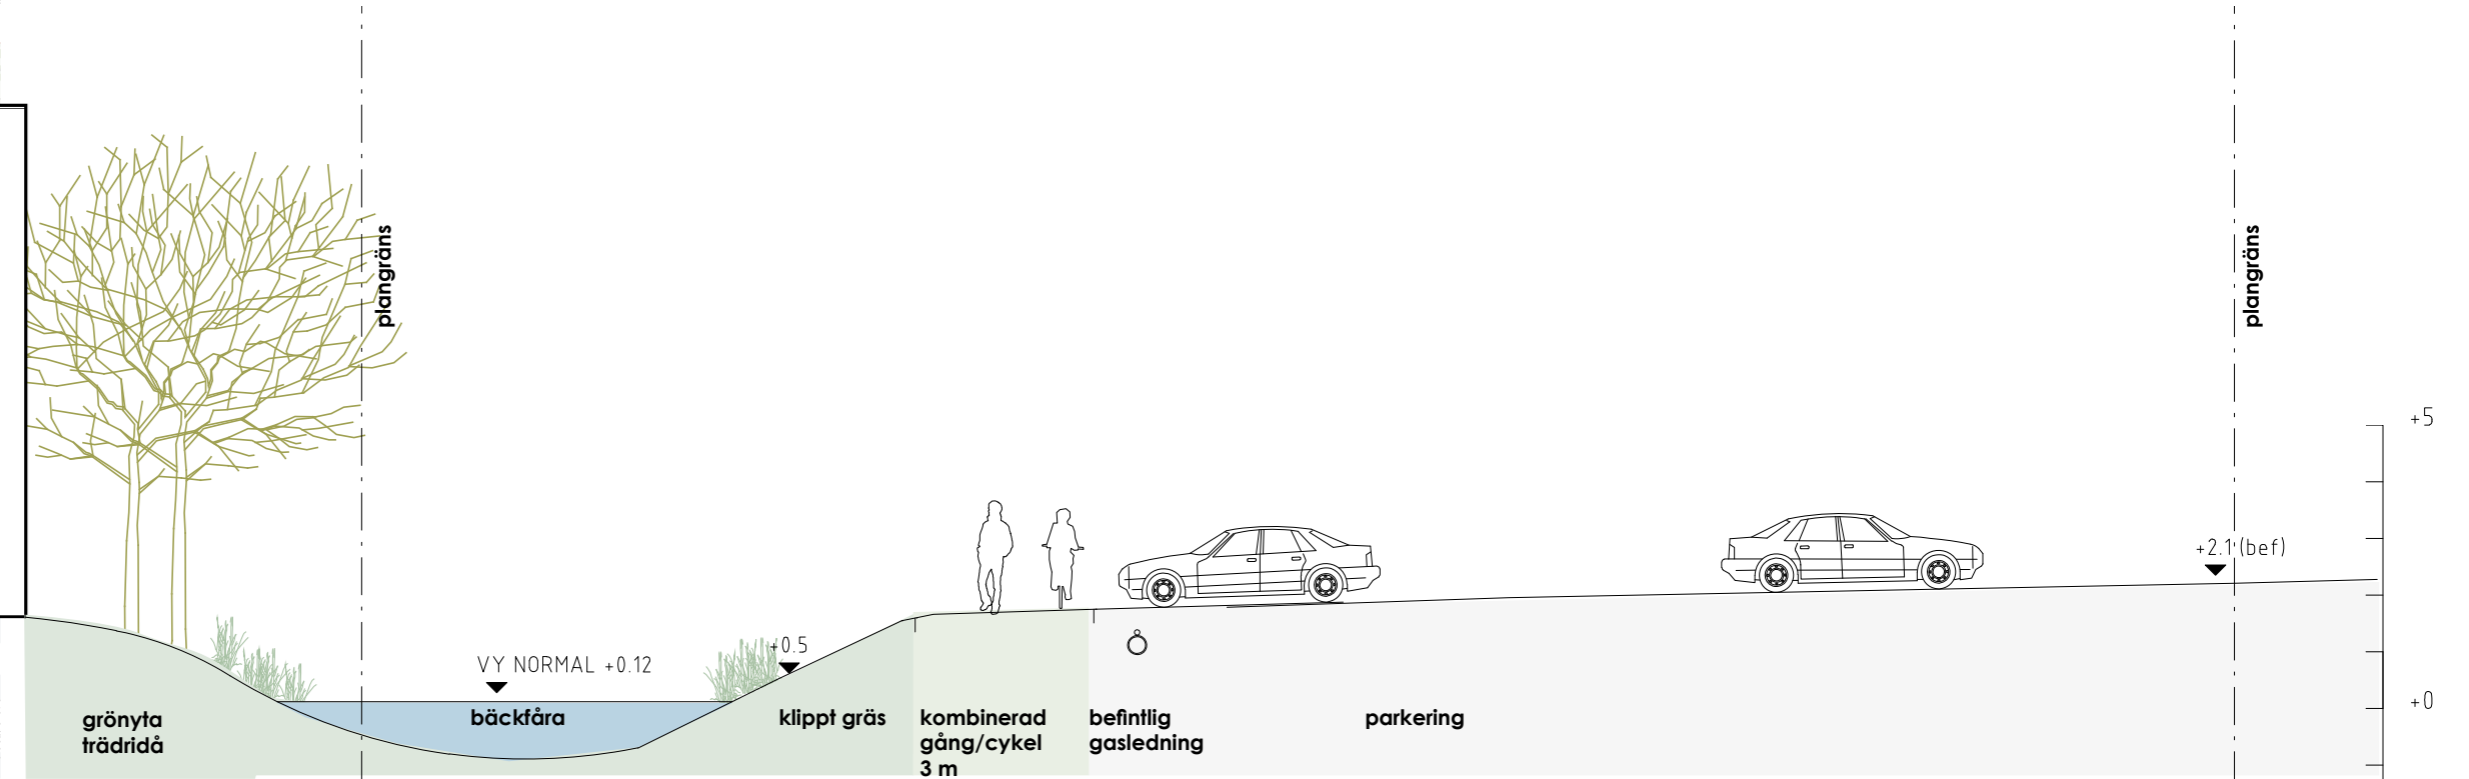 plangräns
plangräns
+5
+2.1 (bef)
+0.5
VY NORMAL +0.12
+0
grönyta
trädridå
bäckfåra
klippt gräs
kombinerad
gång/cykel
3 m
befintlig
gasledning
parkering